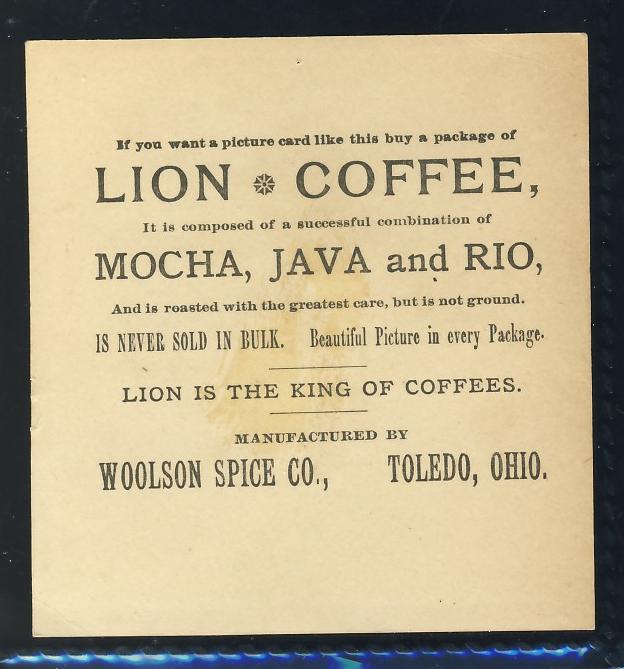 If you want a picture card like this buy a package of
LION ❋ COFFEE,
It is composed of a successful combination of
MOCHA, JAVA and RIO,
And is roasted with the greatest care, but is not ground.
IS NEVER SOLD IN BULK. Beautiful Picture in every Package.
LION IS THE KING OF COFFEES.
MANUFACTURED BY
WOOLSON SPICE CO., TOLEDO, OHIO.